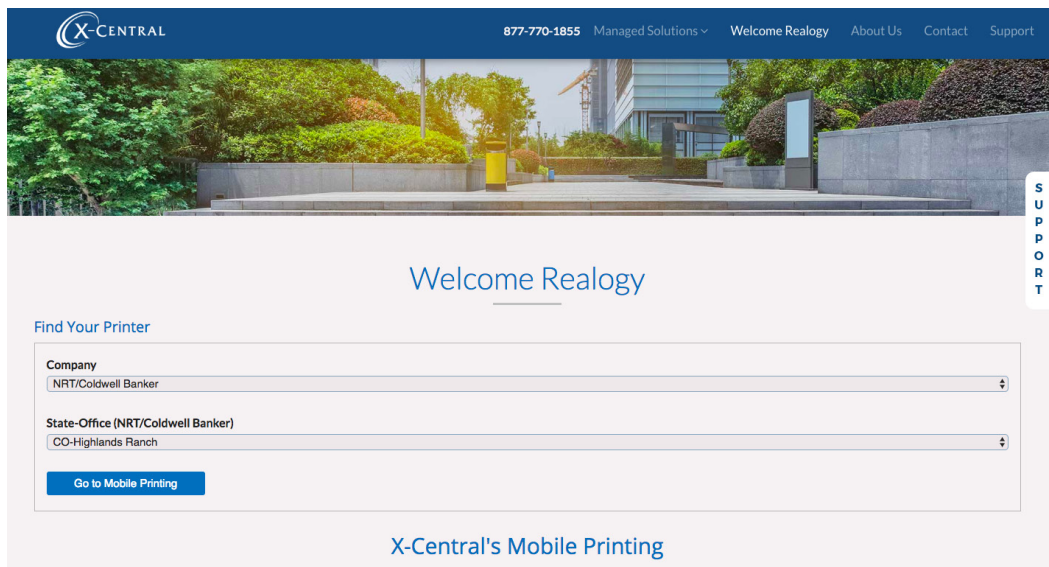 X-CENTRAL
877-770-1855 Managed Solutions Welcome Realogy About Us Contact Support
SUPPORT
Welcome Realogy
Find Your Printer
Company
NRT/Coldwell Banker
State-Office (NRT/Coldwell Banker)
CO-Highlands Ranch
Go to Mobile Printing
X-Central's Mobile Printing